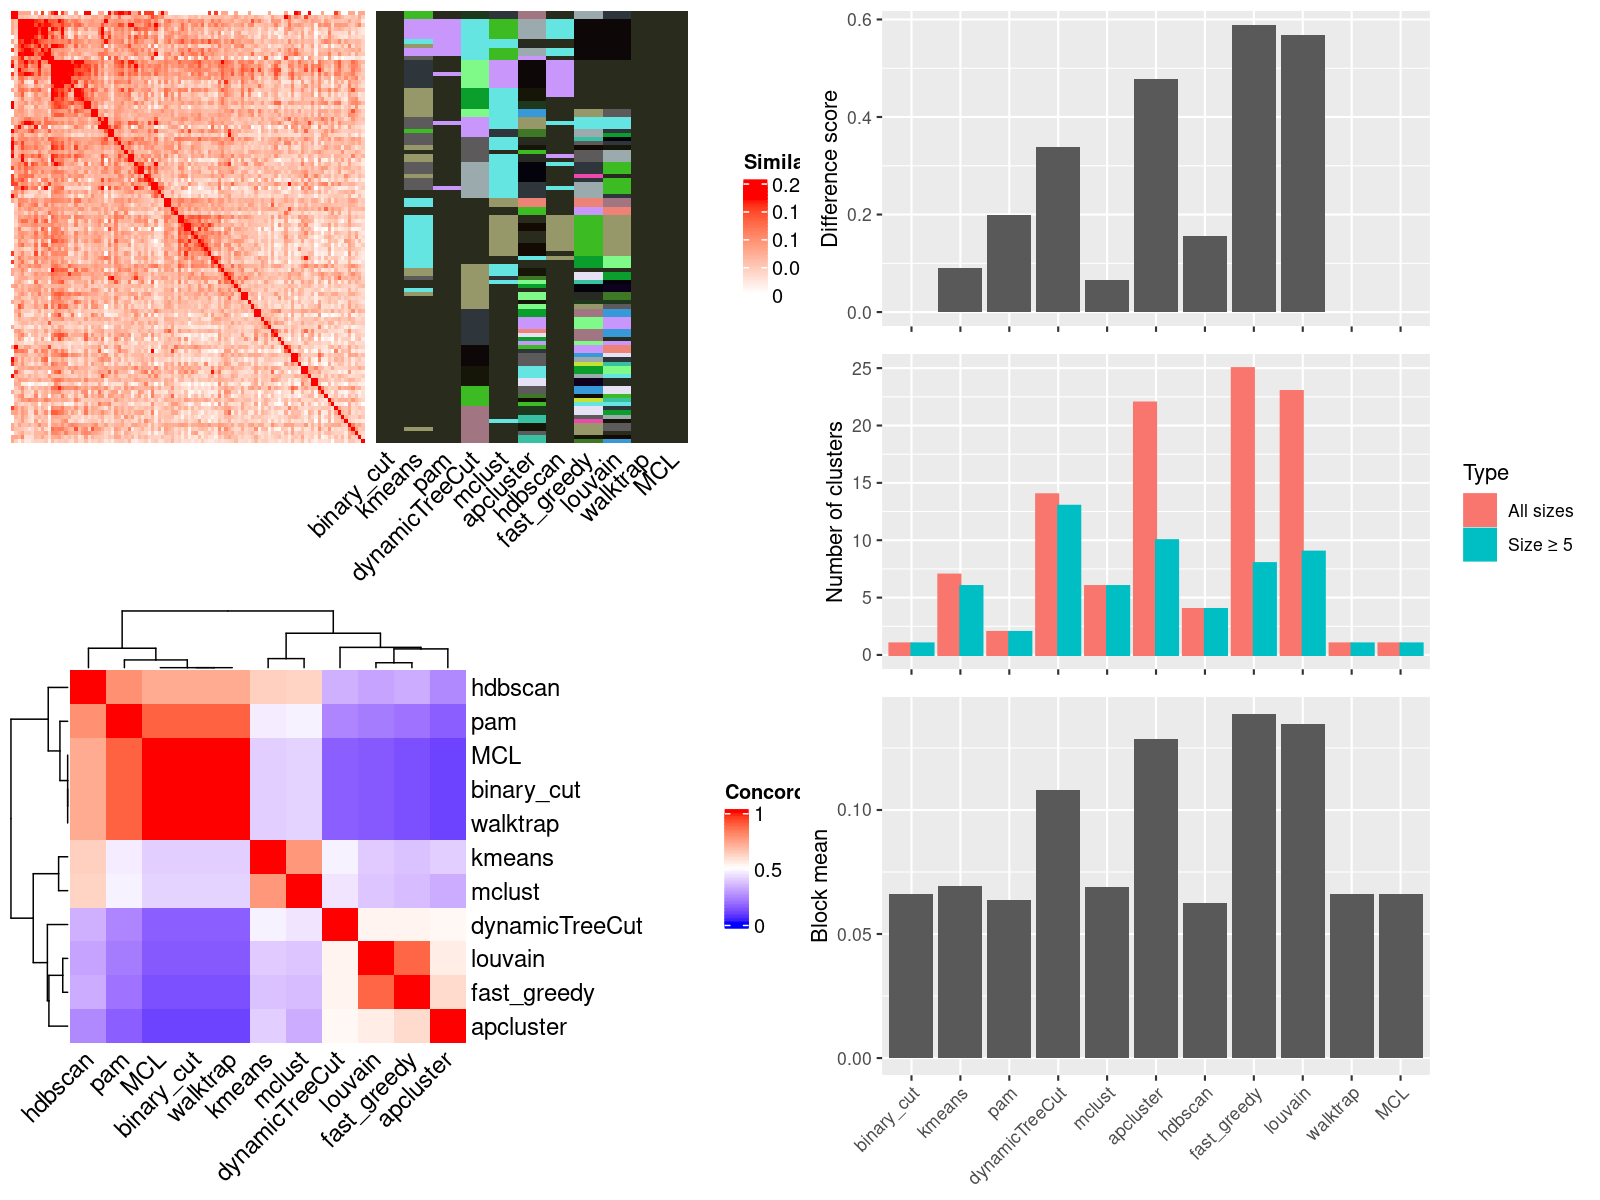 Simila
0.2
0.1
0.1
0.0
0
binary_cut
kmeans
pam
dynamicTreeCut
mclust
apcluster
hdbscan
fast_greedy
louvain
walktrap
MCL
hdbscan
pam
MCL
binary_cut
walktrap
kmeans
mclust
dynamicTreeCut
louvain
fast_greedy
apcluster
hdbscan
pam
MCL
binary_cut
walktrap
kmeans
mclust
dynamicTreeCut
louvain
fast_greedy
apcluster
Concord
1
0.5
0
Difference score
0.6
0.4
0.2
0.0
Number of clusters
25
20
15
10
5
0
Type
All sizes
Size ≥ 5
Block mean
0.10
0.05
0.00
binary_cut
kmeans
pam
dynamicTreeCut
mclust
apcluster
hdbscan
fast_greedy
louvain
walktrap
MCL